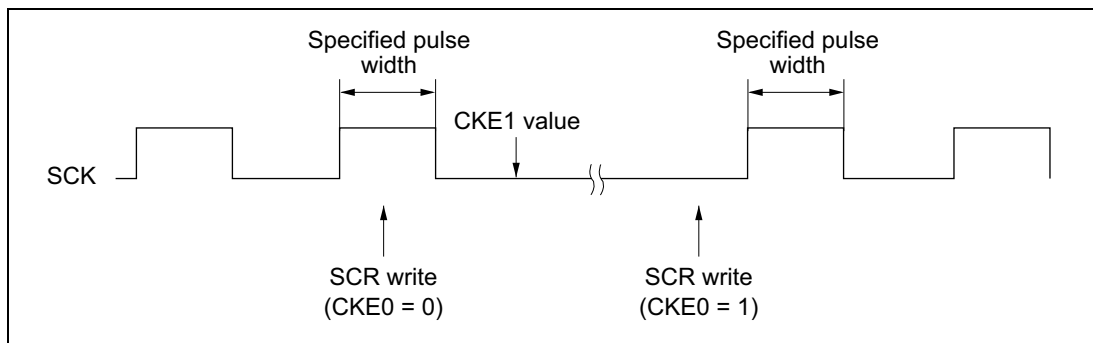 Specified pulse
width
Specified pulse
width
CKE1 value
SCK
SCR write
(CKE0 = 0)
SCR write
(CKE0 = 1)